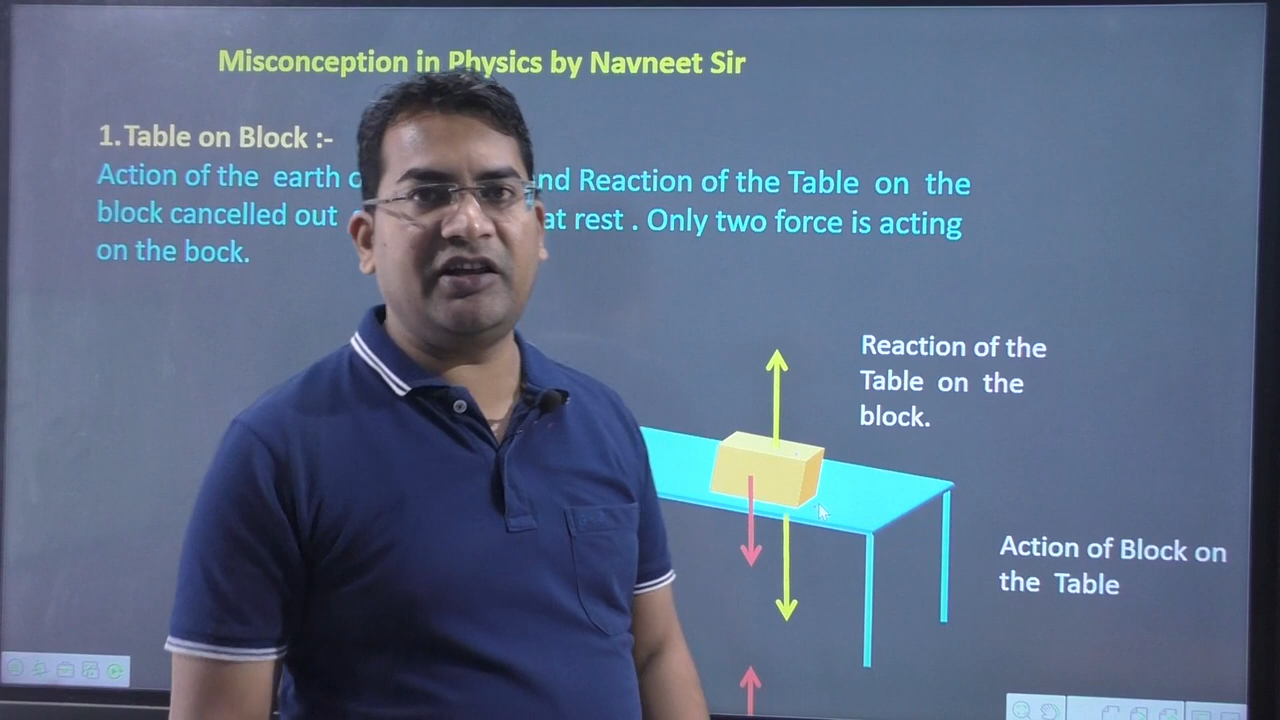 Misconception in Physics by Navneet Sir
1. Table on Block :-
Action of the earth and Reaction of the Table on the
block cancelled out at rest . Only two force is acting
on the bock.
Reaction of the
Table on the
block.
Action of Block on
the Table